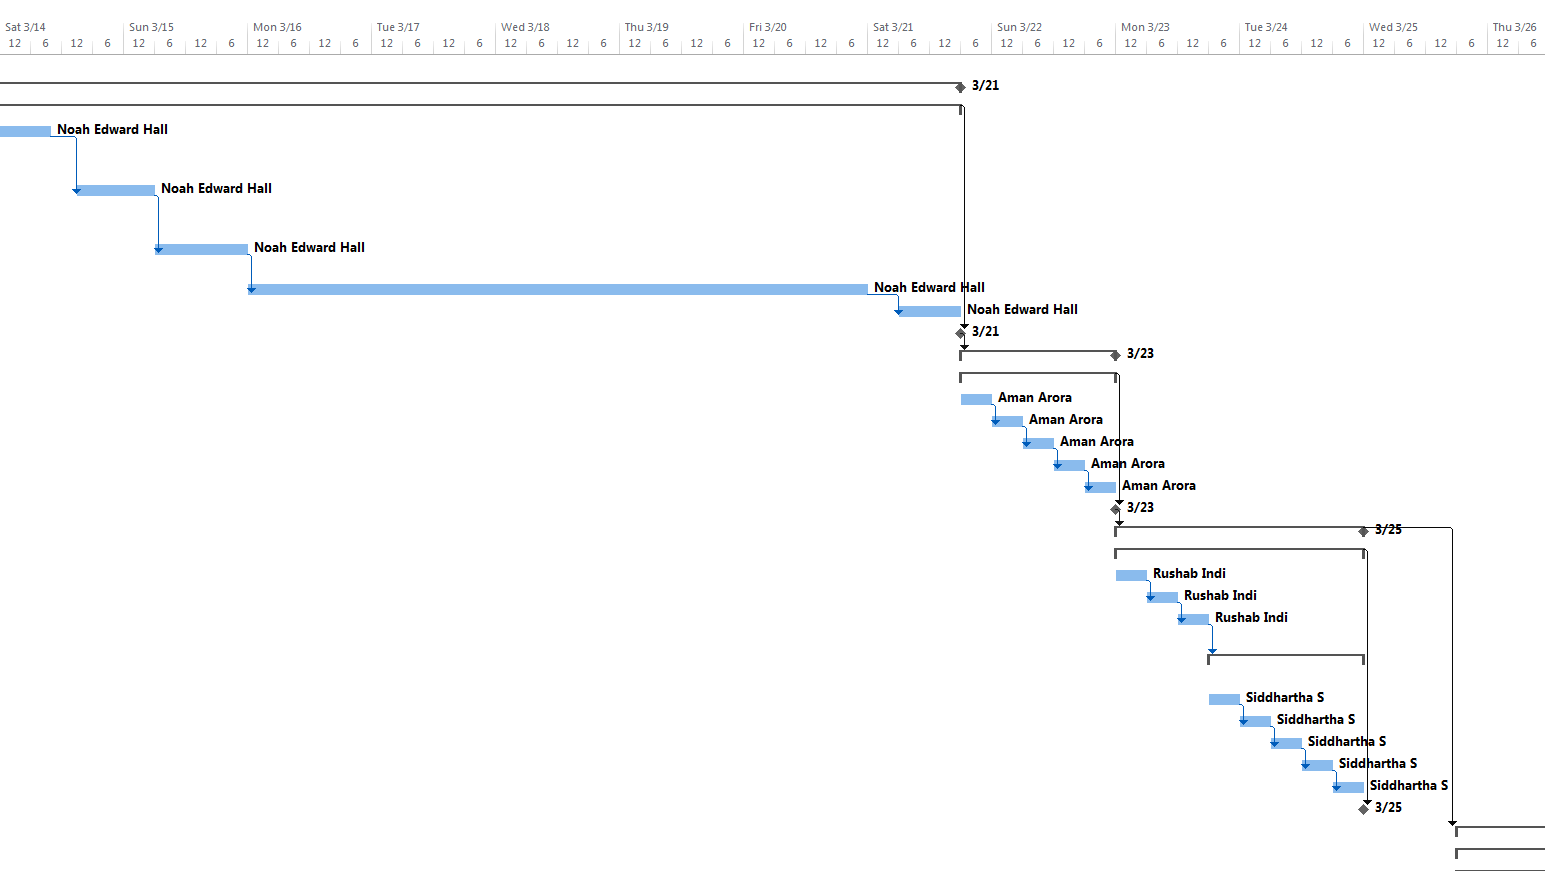 Sat 3/14 Sun 3/15 Mon 3/16 Tue 3/17 Wed 3/18 Thu 3/19 Fri 3/20 Sat 3/21 Sun 3/22 Mon 3/23 Tue 3/24 Wed 3/25 Thu 3/26
12 6 12 6 12 6 12 6 12 6 12 6 12 6 12 6 12 6 12 6 12 6 12 6 12 6 12 6 12 6 12 6 12 6 12 6 12 6 12 6 12 6 12 6 12 6 12 6 12 6
3/21
Noah Edward Hall
Noah Edward Hall
Noah Edward Hall
Noah Edward Hall
Noah Edward Hall
3/21
3/23
Aman Arora
Aman Arora
Aman Arora
Aman Arora
Aman Arora
3/23
3/25
Rushab Indi
Rushab Indi
Rushab Indi
Siddhartha S
Siddhartha S
Siddhartha S
Siddhartha S
Siddhartha S
3/25